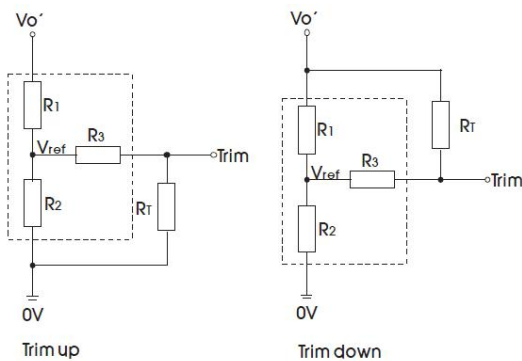 Vo´
R1
Vref
R3
Trim
R2
RT
0V
Trim up
Vo´
R1
RT
Vref
R3
Trim
R2
0V
Trim down